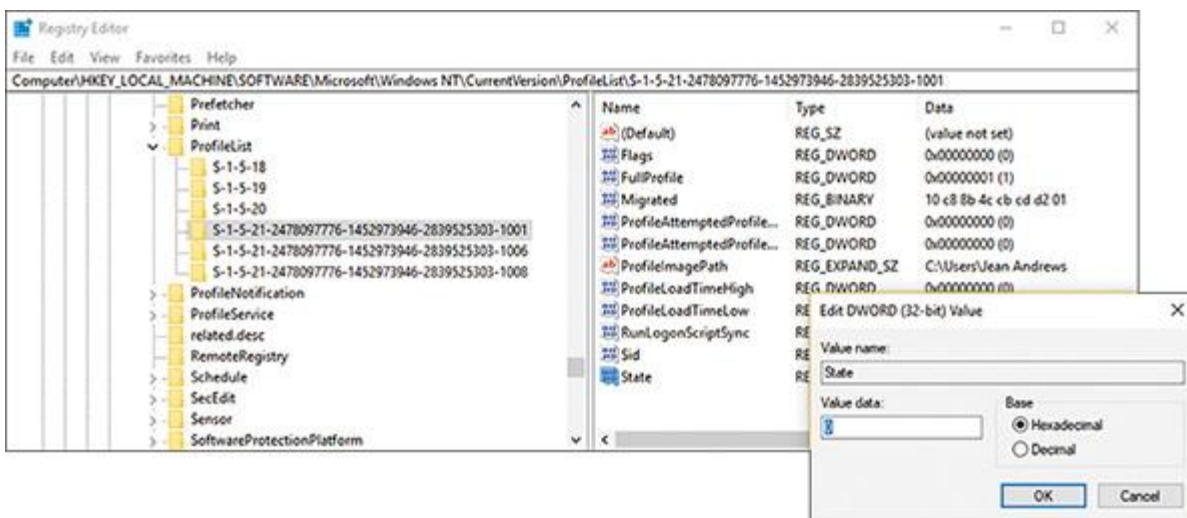 Registry Editor
File Edit View Favorites Help
Computer\HKEY_LOCAL_MACHINE\SOFTWARE\Microsoft\Windows NT\CurrentVersion\ProfileList\S-1-5-21-2478097776-1452973946-2839525303-1001
Prefetcher
Print
ProfileList
S-1-5-18
S-1-5-19
S-1-5-20
S-1-5-21-2478097776-1452973946-2839525303-1001
S-1-5-21-2478097776-1452973946-2839525303-1006
S-1-5-21-2478097776-1452973946-2839525303-1008
ProfileNotification
ProfileService
related.desc
RemoteRegistry
Schedule
SecEdit
Sensor
SoftwareProtectionPlatform
Name Type Data
(Default) REG_SZ (value not set)
Flags REG_DWORD 0x00000000 (0)
FullProfile REG_DWORD 0x00000001 (1)
Migrated REG_BINARY 10 c8 8b 4c cb cd d2 01
ProfileAttemptedProfile... REG_DWORD 0x00000000 (0)
ProfileAttemptedProfile... REG_DWORD 0x00000000 (0)
ProfileImagePath REG_EXPAND_SZ C:\Users\Jean Andrews
ProfileLoadTimeHigh REG_DWORD 0x00000000 (0)
ProfileLoadTimeLow RE
RunLogonScriptSync RE
Sid RE
State RE
Edit DWORD (32-bit) Value
Value name:
State
Value data:
0
Base
Hexadecimal
Decimal
OK Cancel